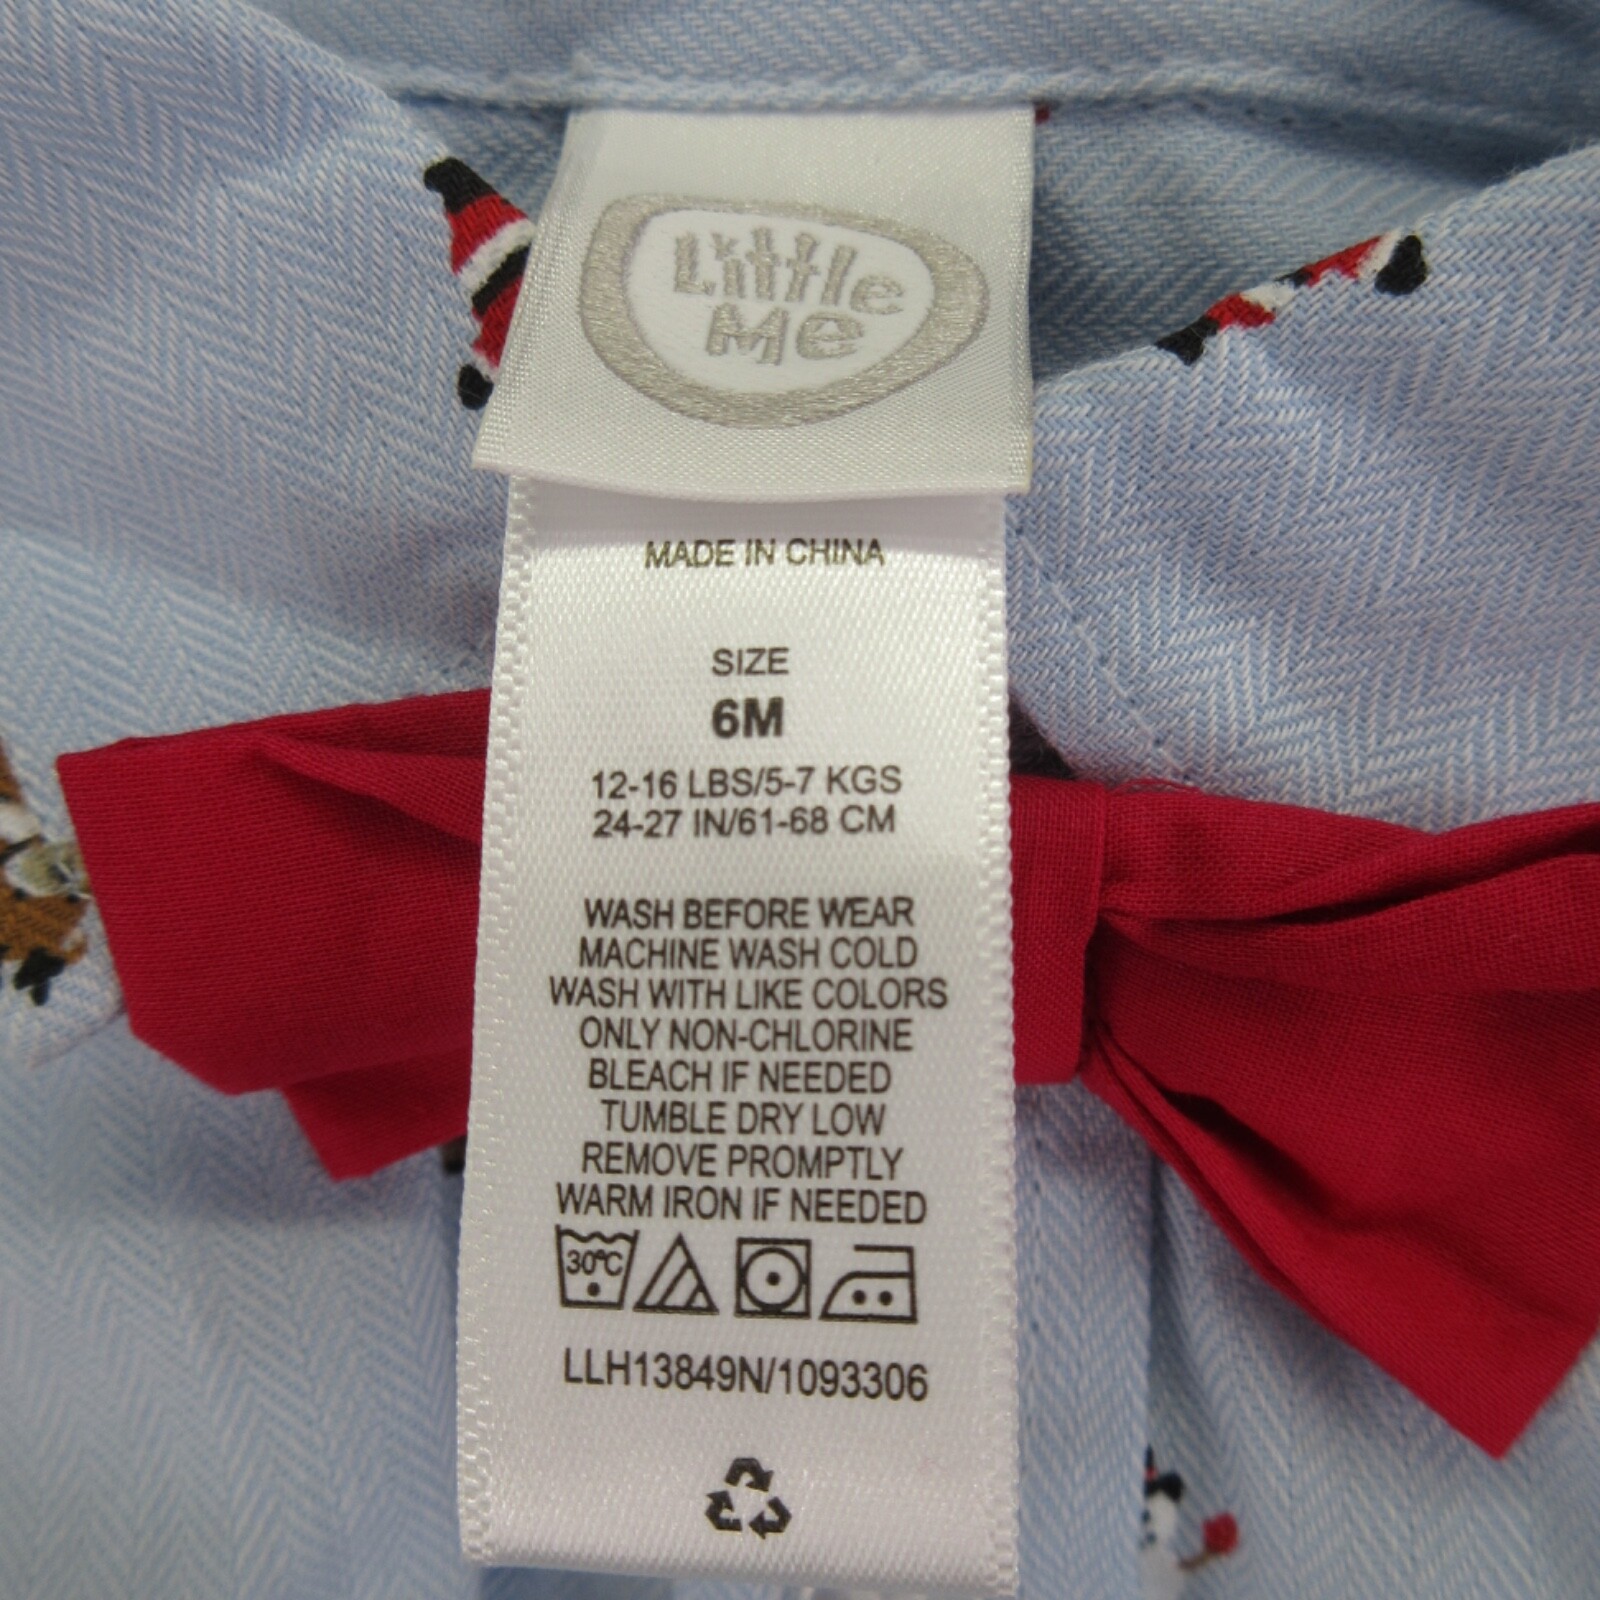 Little
Me
MADE IN CHINA
SIZE
6M
12-16 LBS/5-7 KGS
24-27 IN/61-68 CM
WASH BEFORE WEAR
MACHINE WASH COLD
WASH WITH LIKE COLORS
ONLY NON-CHLORINE
BLEACH IF NEEDED
TUMBLE DRY LOW
REMOVE PROMPTLY
WARM IRON IF NEEDED
30°C
LLH13849N/1093306